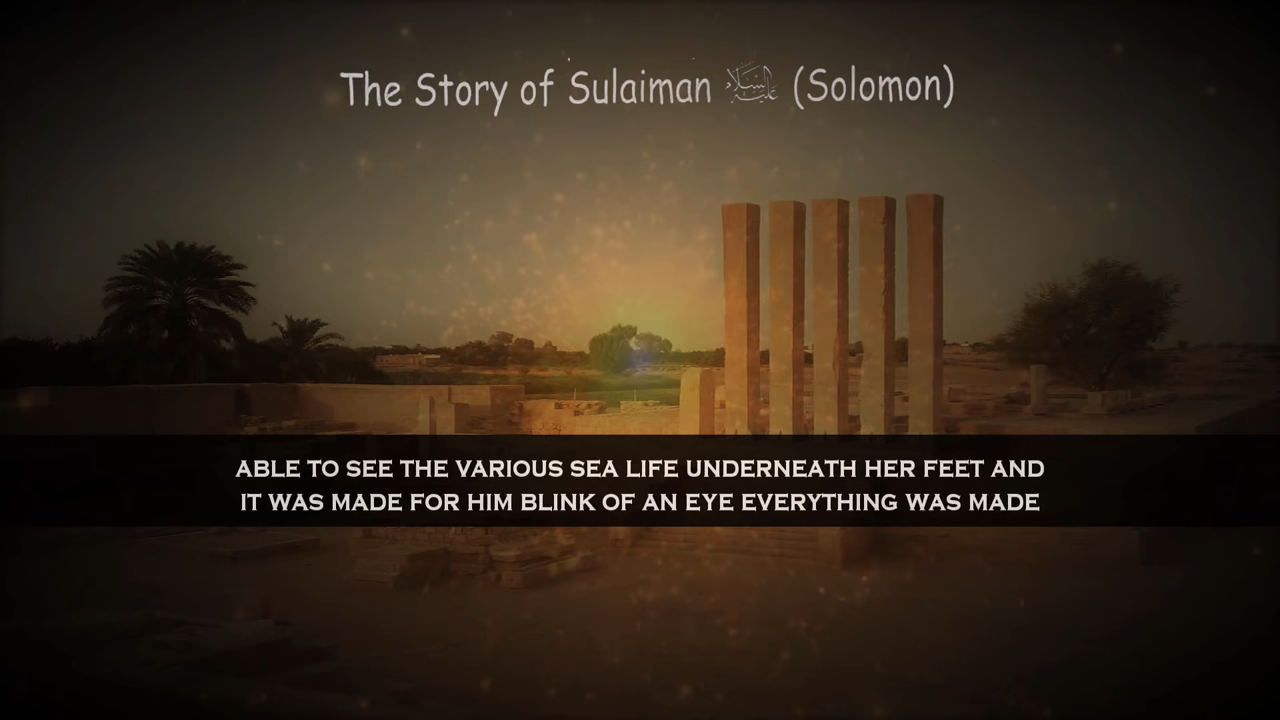 The Story of Sulaiman عليه السلام (Solomon)
ABLE TO SEE THE VARIOUS SEA LIFE UNDERNEATH HER FEET AND
IT WAS MADE FOR HIM BLINK OF AN EYE EVERYTHING WAS MADE